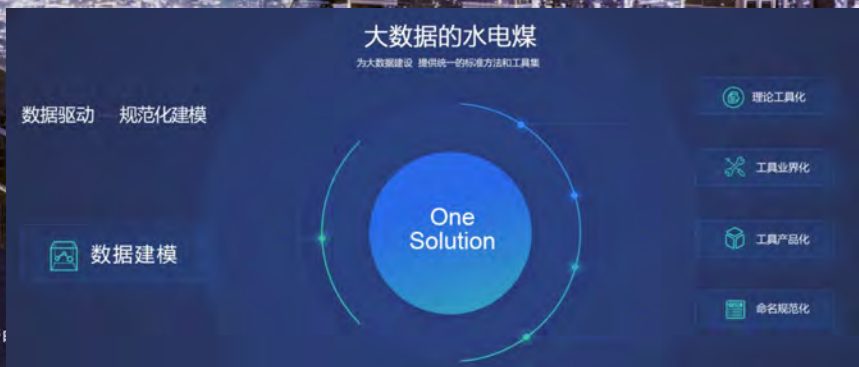 大数据的水电煤
为大数据建设 提供统一的标准方法和工具集
数据驱动 规范化建模
数据建模
One
Solution
理论工具化
工具业界化
工具产品化
命名规范化